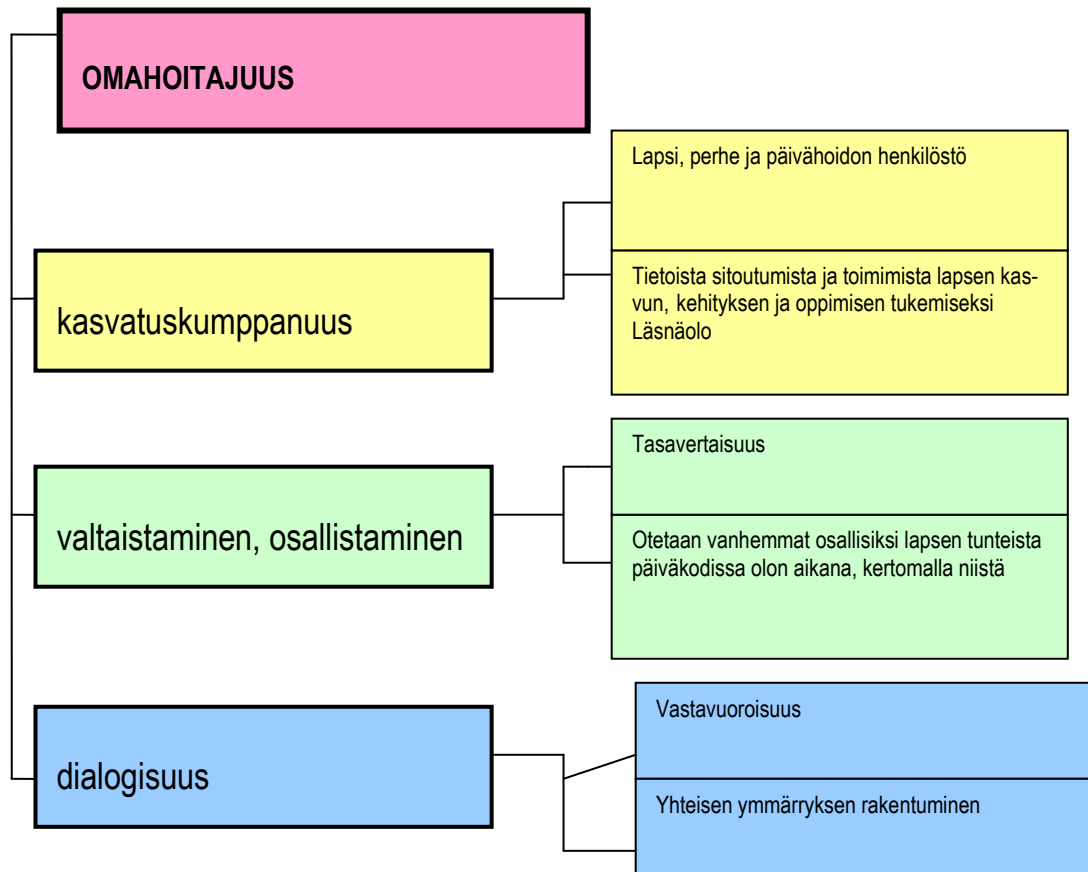 OMAHOITAJUUS
Lapsi, perhe ja päivähoidon henkilöstö
kasvatuskumppanuus
Tietoista sitoutumista ja toimimista lapsen kas-
vun, kehityksen ja oppimisen tukemiseksi
Läsnäolo
Tasavertaisuus
valtaistaminen, osallistaminen
Otetaan vanhemmat osallisiksi lapsen tunteista
päiväkodissa olon aikana, kertomalla niistä
Vastavuoroisuus
dialogisuus
Yhteisen ymmärryksen rakentuminen